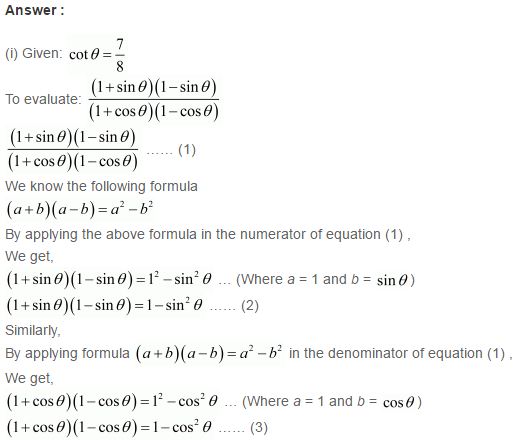 Answer :
(i) Given: cot θ = 7/8
To evaluate: (1+sin θ)(1−sin θ)/(1+cos θ)(1−cos θ)
(1+sin θ)(1−sin θ)/(1+cos θ)(1−cos θ) ...... (1)
We know the following formula
(a+b)(a−b)=a² −b²
By applying the above formula in the numerator of equation (1) ,
We get,
(1+sin θ)(1−sin θ)=1² −sin² θ ... (Where a = 1 and b = sin θ )
(1+sin θ)(1−sin θ)=1−sin² θ ...... (2)
Similarly,
By applying formula (a+b)(a−b)=a² −b² in the denominator of equation (1) ,
We get,
(1+cos θ)(1−cos θ)=1² −cos² θ ... (Where a = 1 and b = cos θ )
(1+cos θ)(1−cos θ)=1−cos² θ ...... (3)